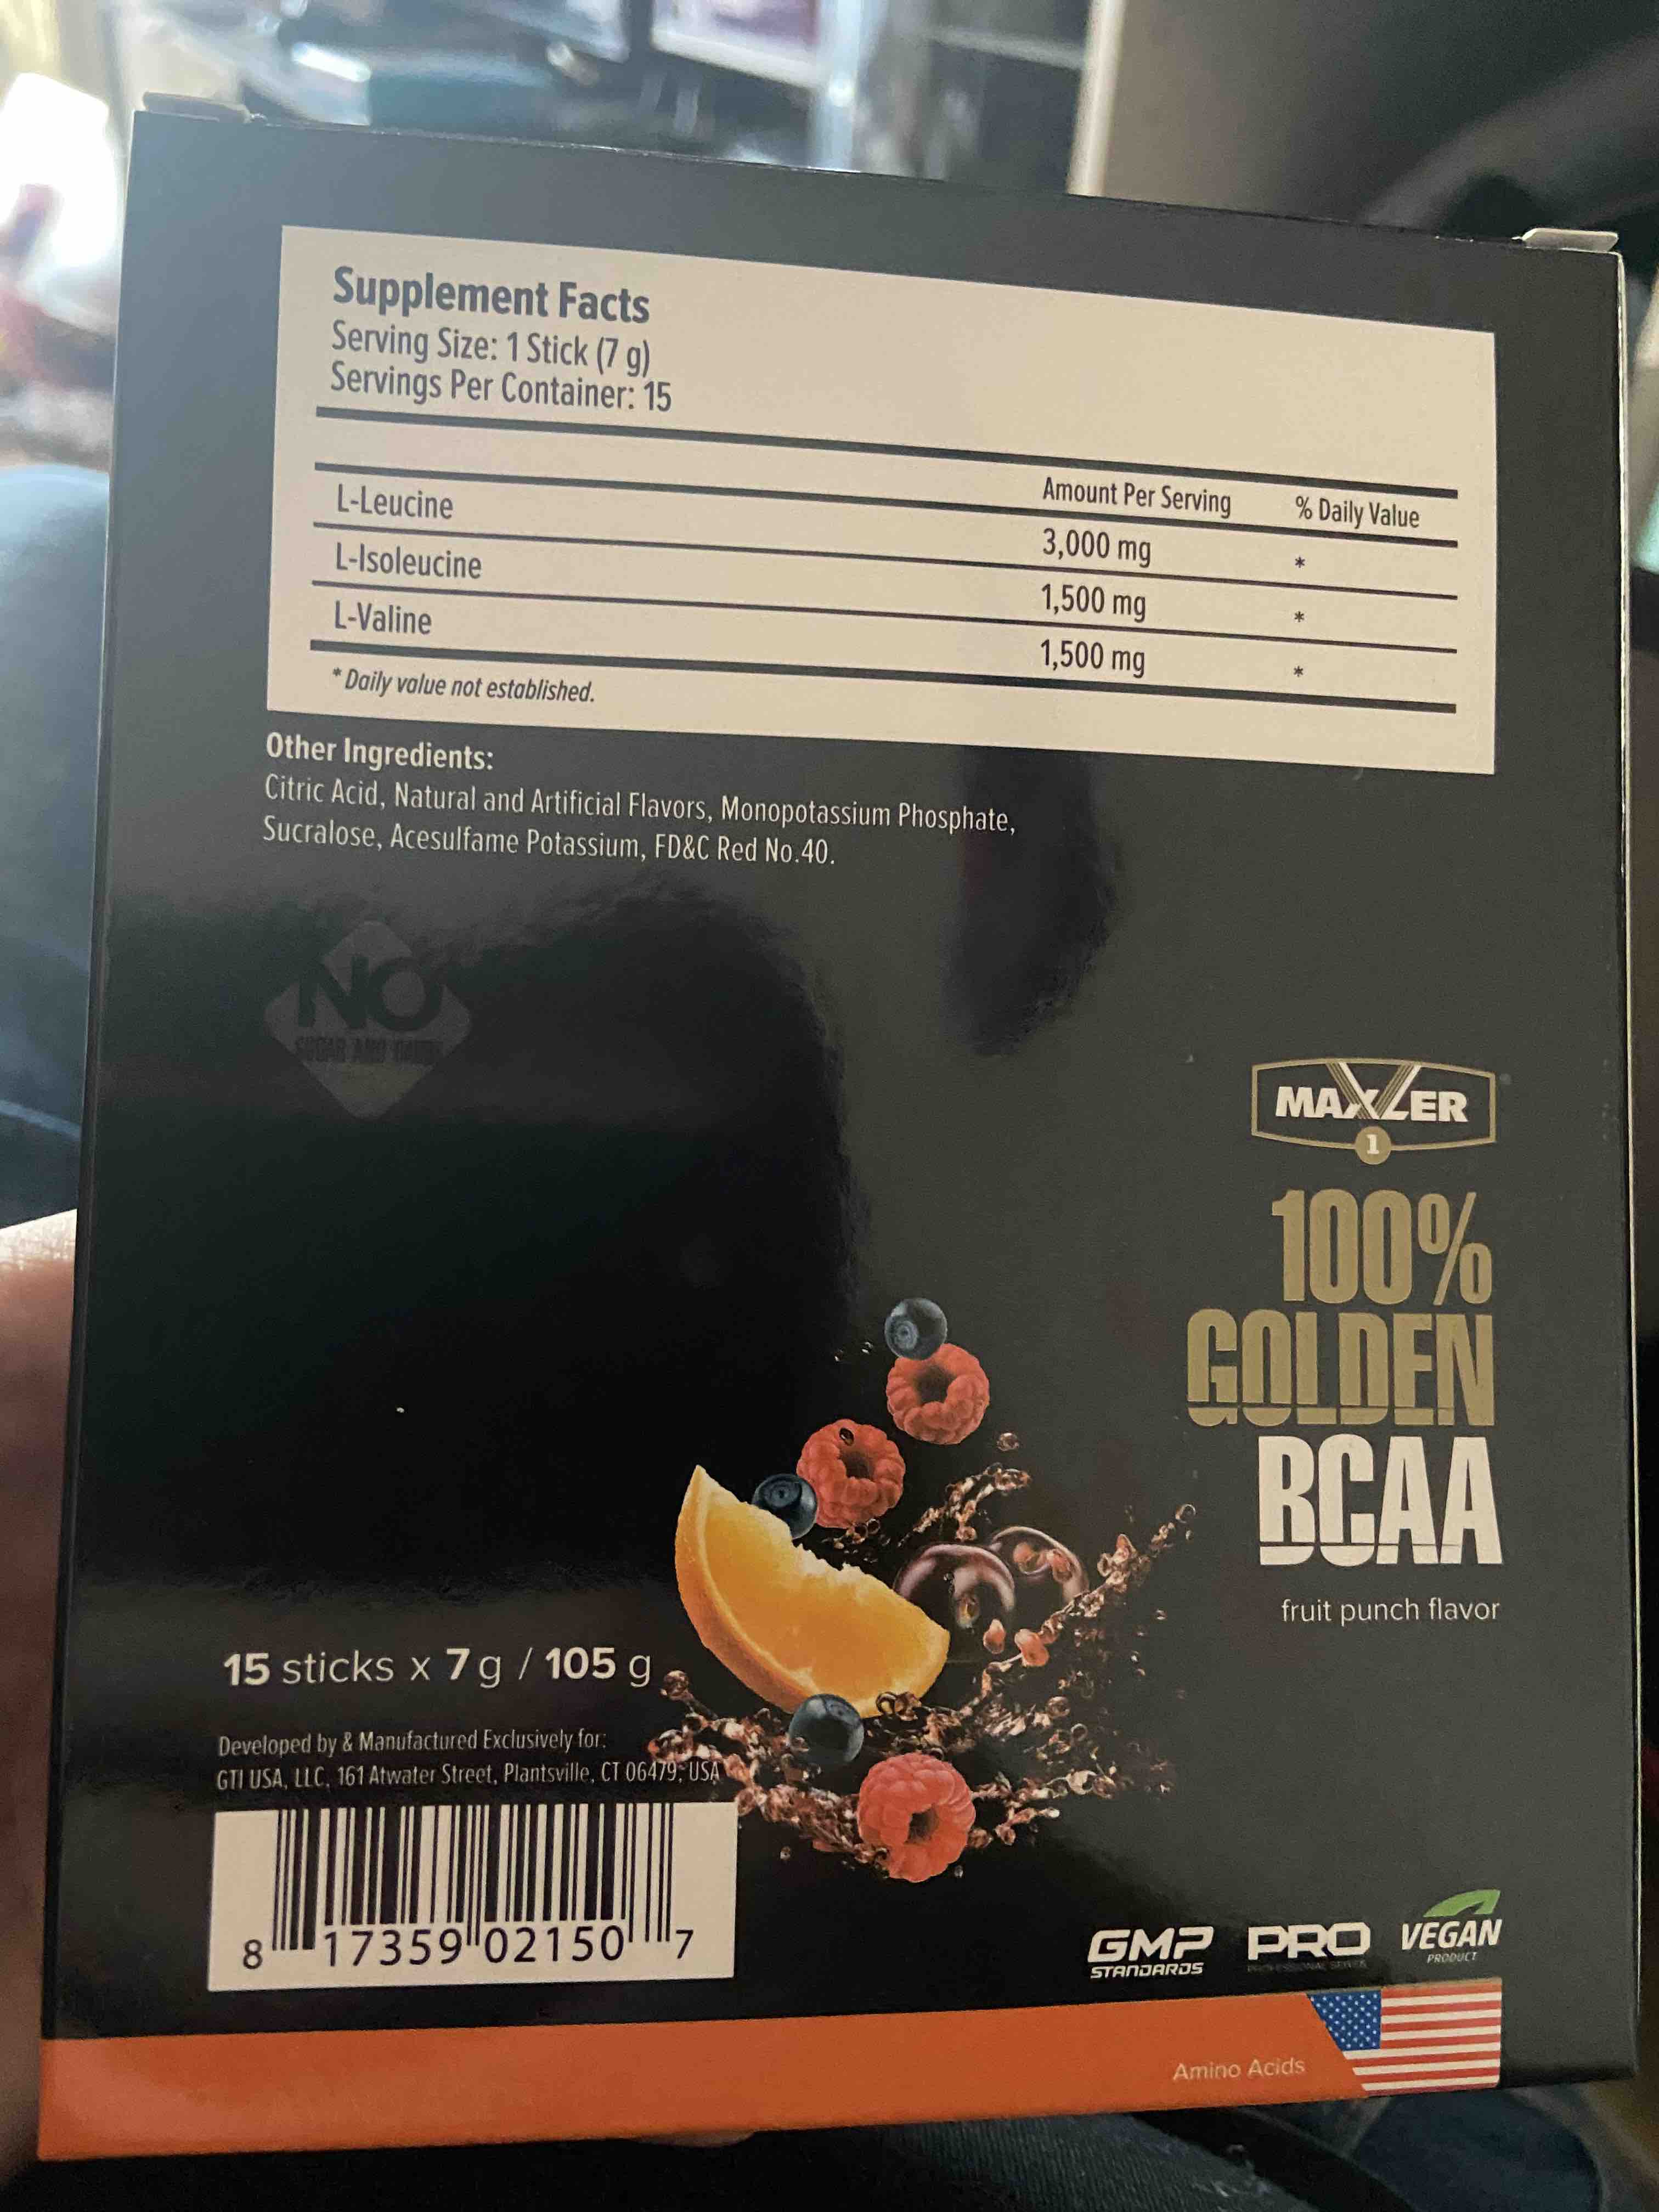 Supplement Facts
Serving Size: 1 Stick (7 g)
Servings Per Container: 15
Amount Per Serving % Daily Value
L-Leucine 3,000 mg *
L-Isoleucine 1,500 mg *
L-Valine 1,500 mg *
* Daily value not established.
Other Ingredients:
Citric Acid, Natural and Artificial Flavors, Monopotassium Phosphate,
Sucralose, Acesulfame Potassium, FD&C Red No.40.
NO
SUGAR AND
MAXLER
1
100%
GOLDEN
BCAA
fruit punch flavor
15 sticks x 7 g / 105 g
Developed by & Manufactured Exclusively for:
GTI USA, LLC, 161 Atwater Street, Plantsville, CT 06479, USA
8 17359 02150 7
GMP
STANDARDS
PRO
PROFESSIONAL SERIES
VEGAN
PRODUCT
Amino Acids